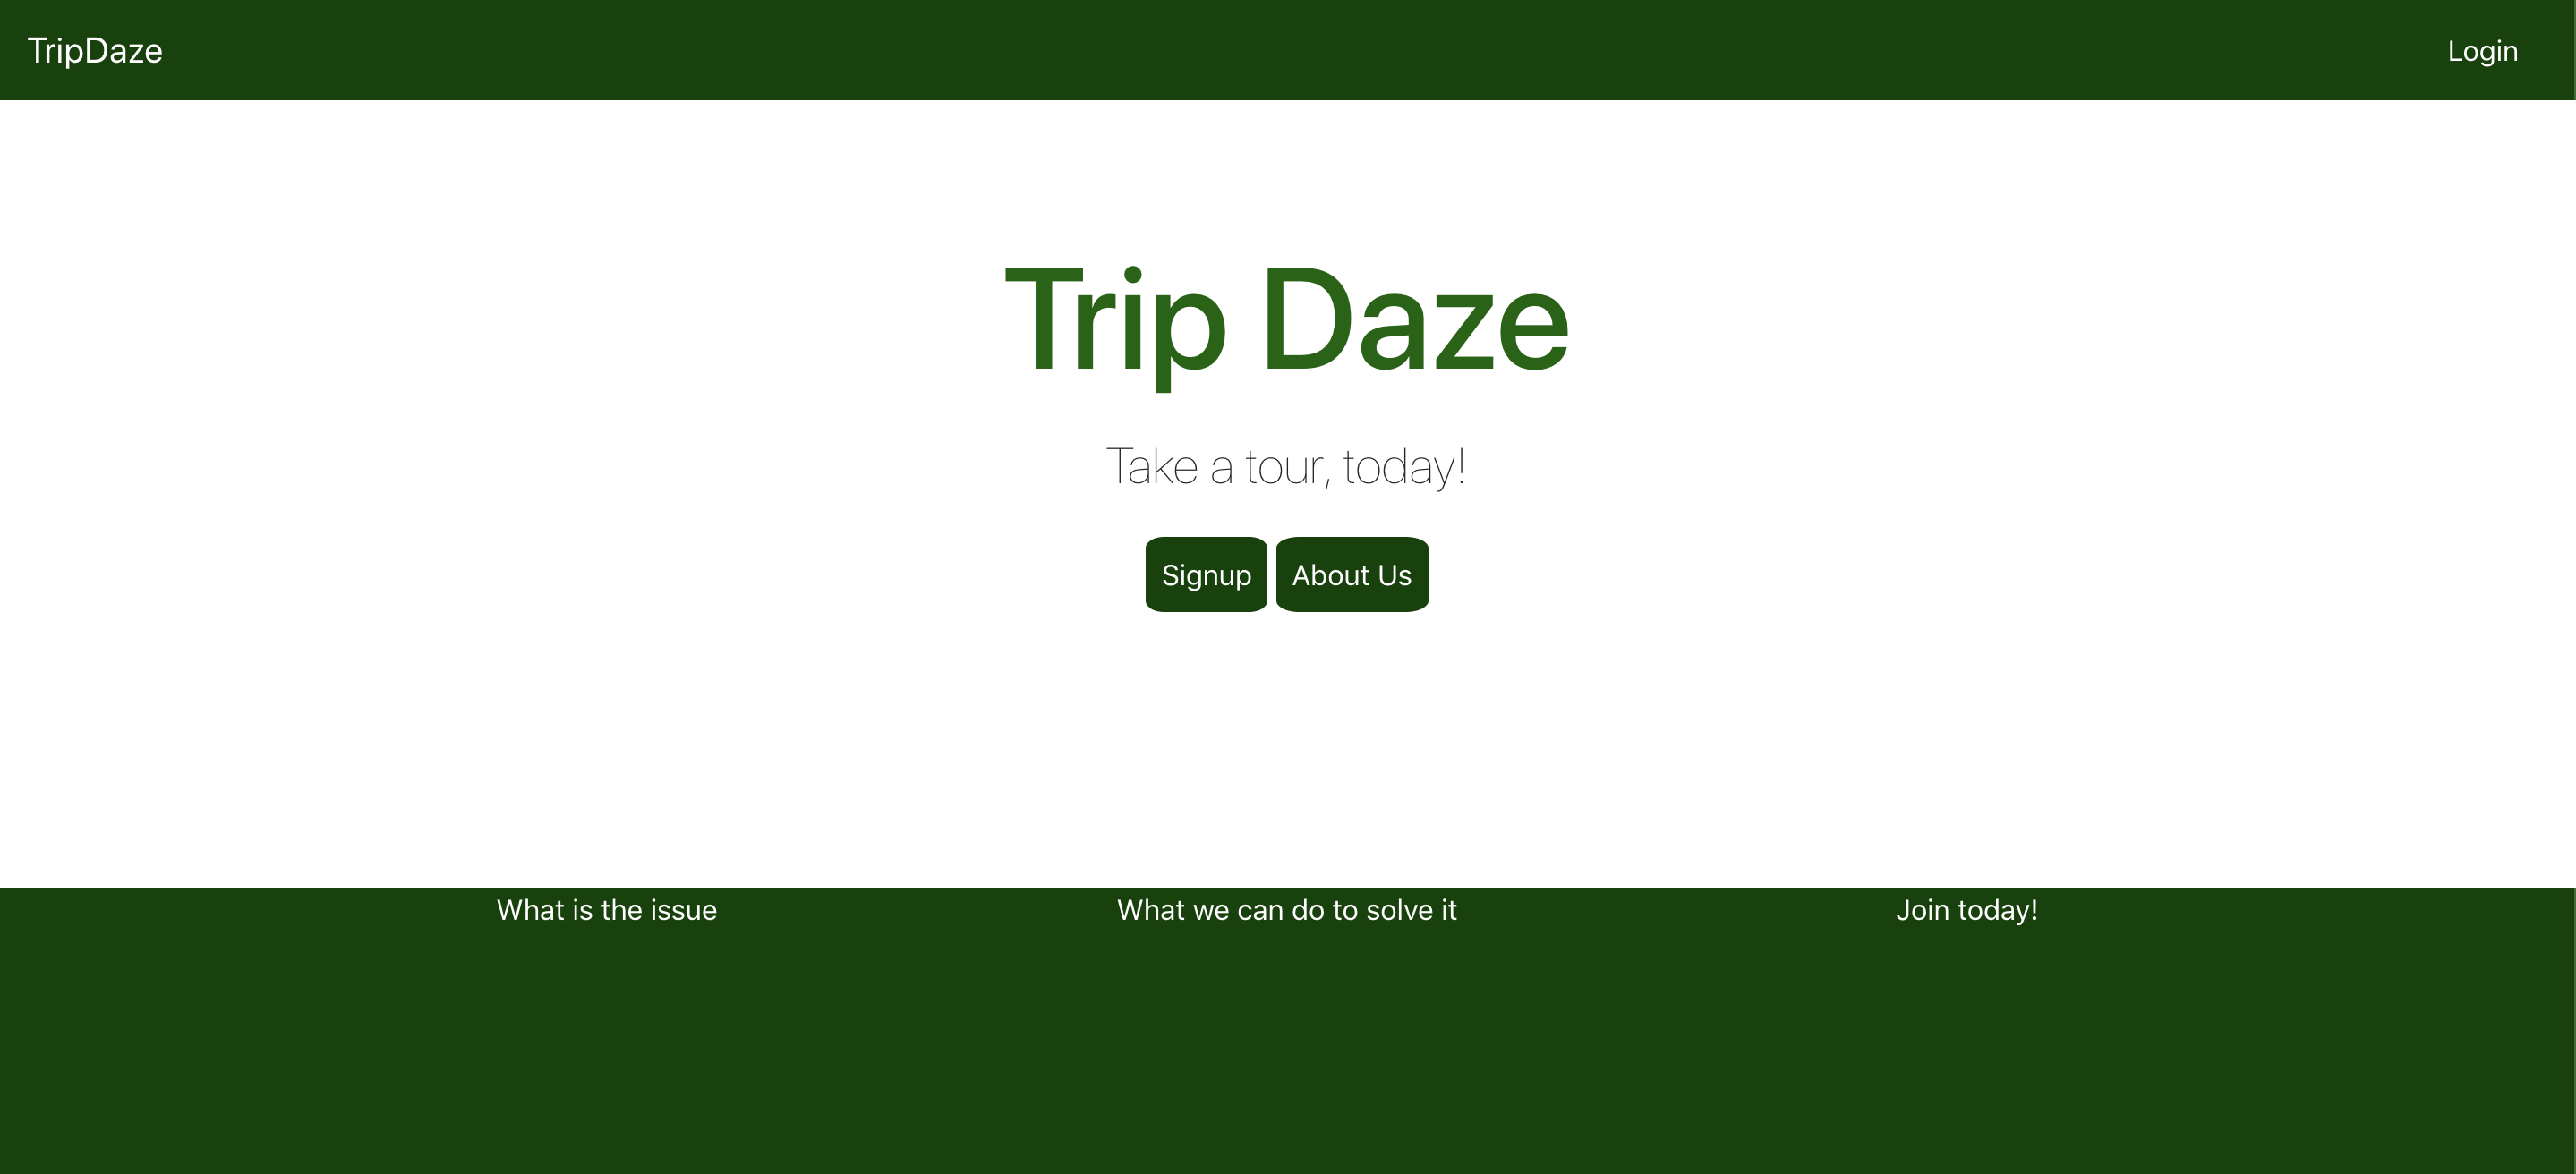 TripDaze
Login
Trip Daze
Take a tour, today!
Signup
About Us
What is the issue
What we can do to solve it
Join today!